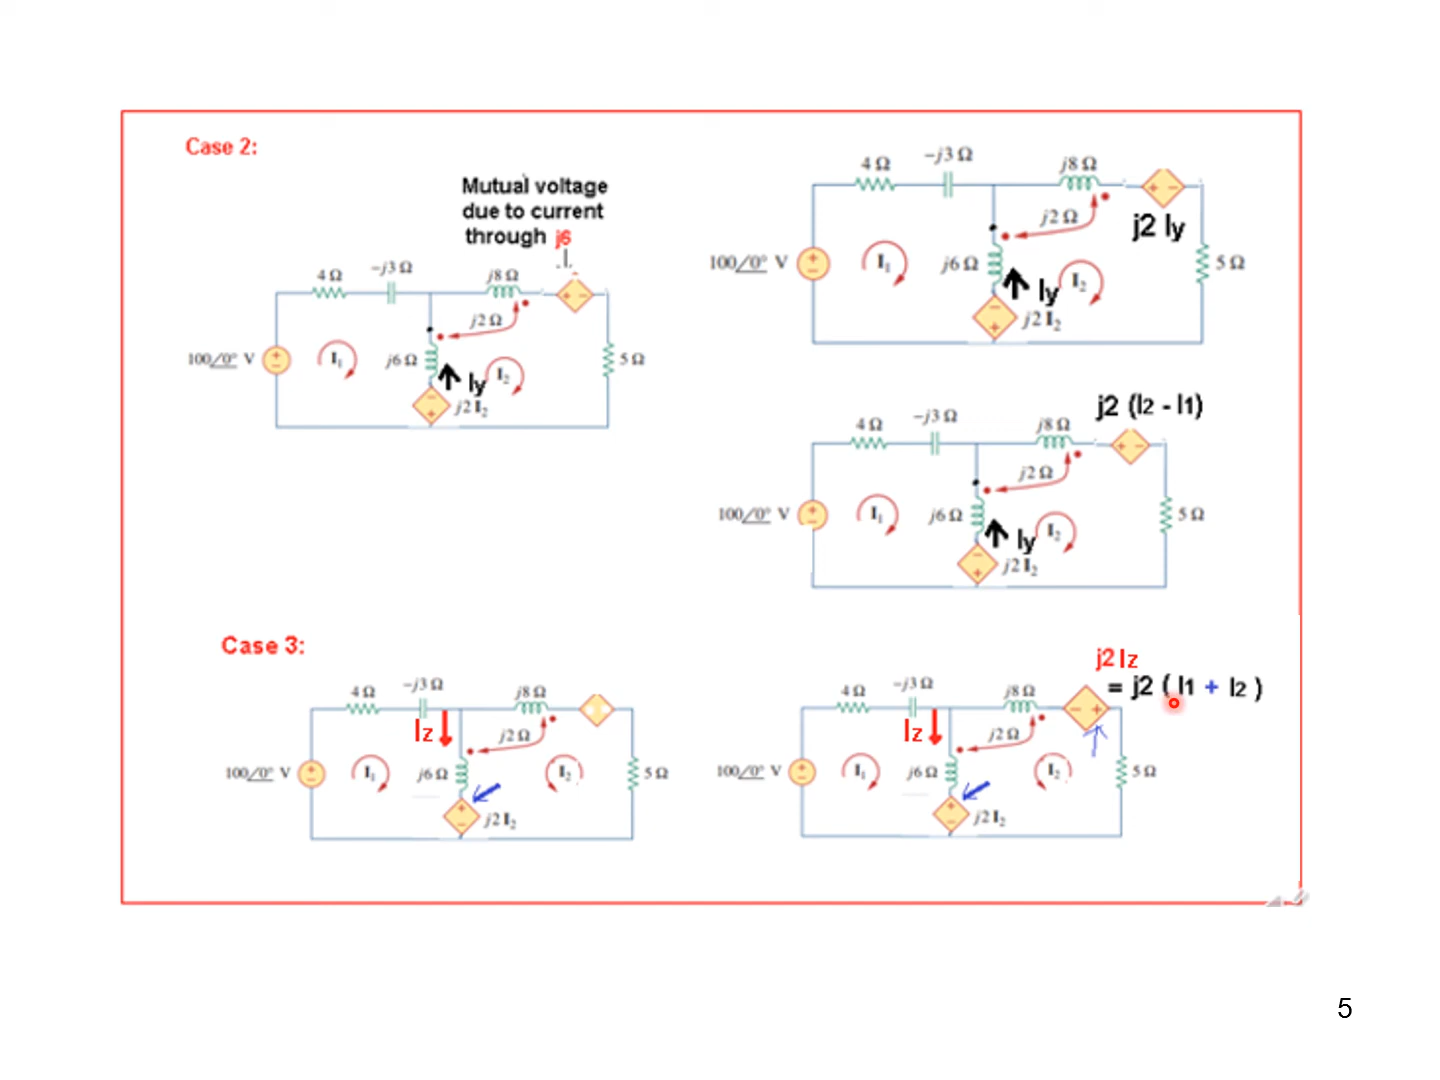 Case 2:
Mutual voltage
due to current
through j6
4 Ω
-j3 Ω
j8 Ω
j2 Ω
100/0° V
I1
j6 Ω
Iy
I2
j2 I2
5 Ω
4 Ω
-j3 Ω
j8 Ω
j2 Ω
j2 Iy
100/0° V
I1
j6 Ω
Iy
I2
j2 I2
5 Ω
j2 (I2 - I1)
4 Ω
-j3 Ω
j8 Ω
j2 Ω
100/0° V
I1
j6 Ω
Iy
I2
j2 I2
5 Ω
Case 3:
4 Ω
-j3 Ω
j8 Ω
Iz
j2 Ω
100/0° V
I1
j6 Ω
I2
5 Ω
j2 I2
j2 Iz
= j2 ( I1 + I2 )
4 Ω
-j3 Ω
j8 Ω
Iz
j2 Ω
100/0° V
I1
j6 Ω
I2
5 Ω
j2 I2
5